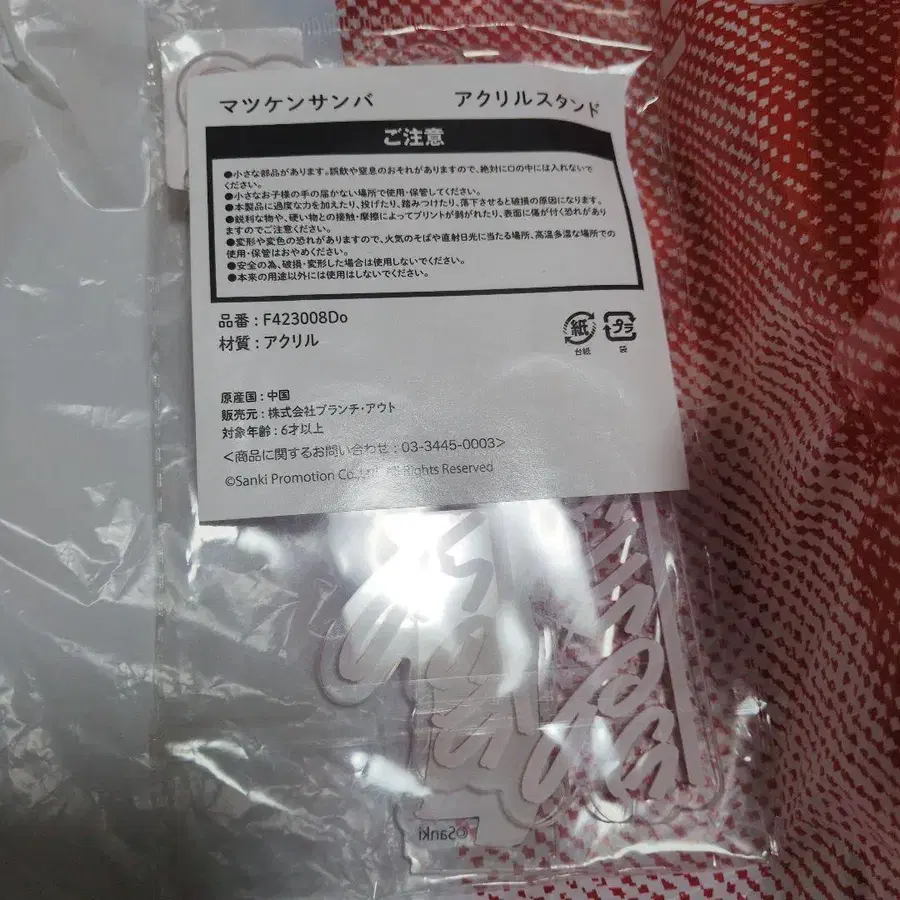 マツケンサンバ アクリルスタンド
ご注意
●小さな部品があります。誤飲や窒息のおそれがありますので、絶対に口の中には入れないで
ください。
●小さなお子様の手の届かない場所で使用・保管してください。
●本製品に過度な力を加えたり、投げたり、踏みつけたり、落下させると破損の原因になります。
●鋭利な物や、硬い物との接触・摩擦によってプリントが剥がれたり、表面に傷が付く恐れがあり
ますのでご注意ください。
●変形や変色の恐れがありますので、火気のそばや直射日光に当たる場所、高温多湿な場所での
使用・保管はおやめください。
●安全の為、破損・変形した場合は使用しないでください。
●本来の用途以外には使用はしないでください。
品番：F423008Do
材質：アクリル
紙 プラ
台紙 袋
原産国：中国
販売元：株式会社ブランチ・アウト
対象年齢：6才以上
＜商品に関するお問い合わせ：03-3445-0003＞
©Sanki Promotion Co., Ltd. All Rights Reserved
©Sanki